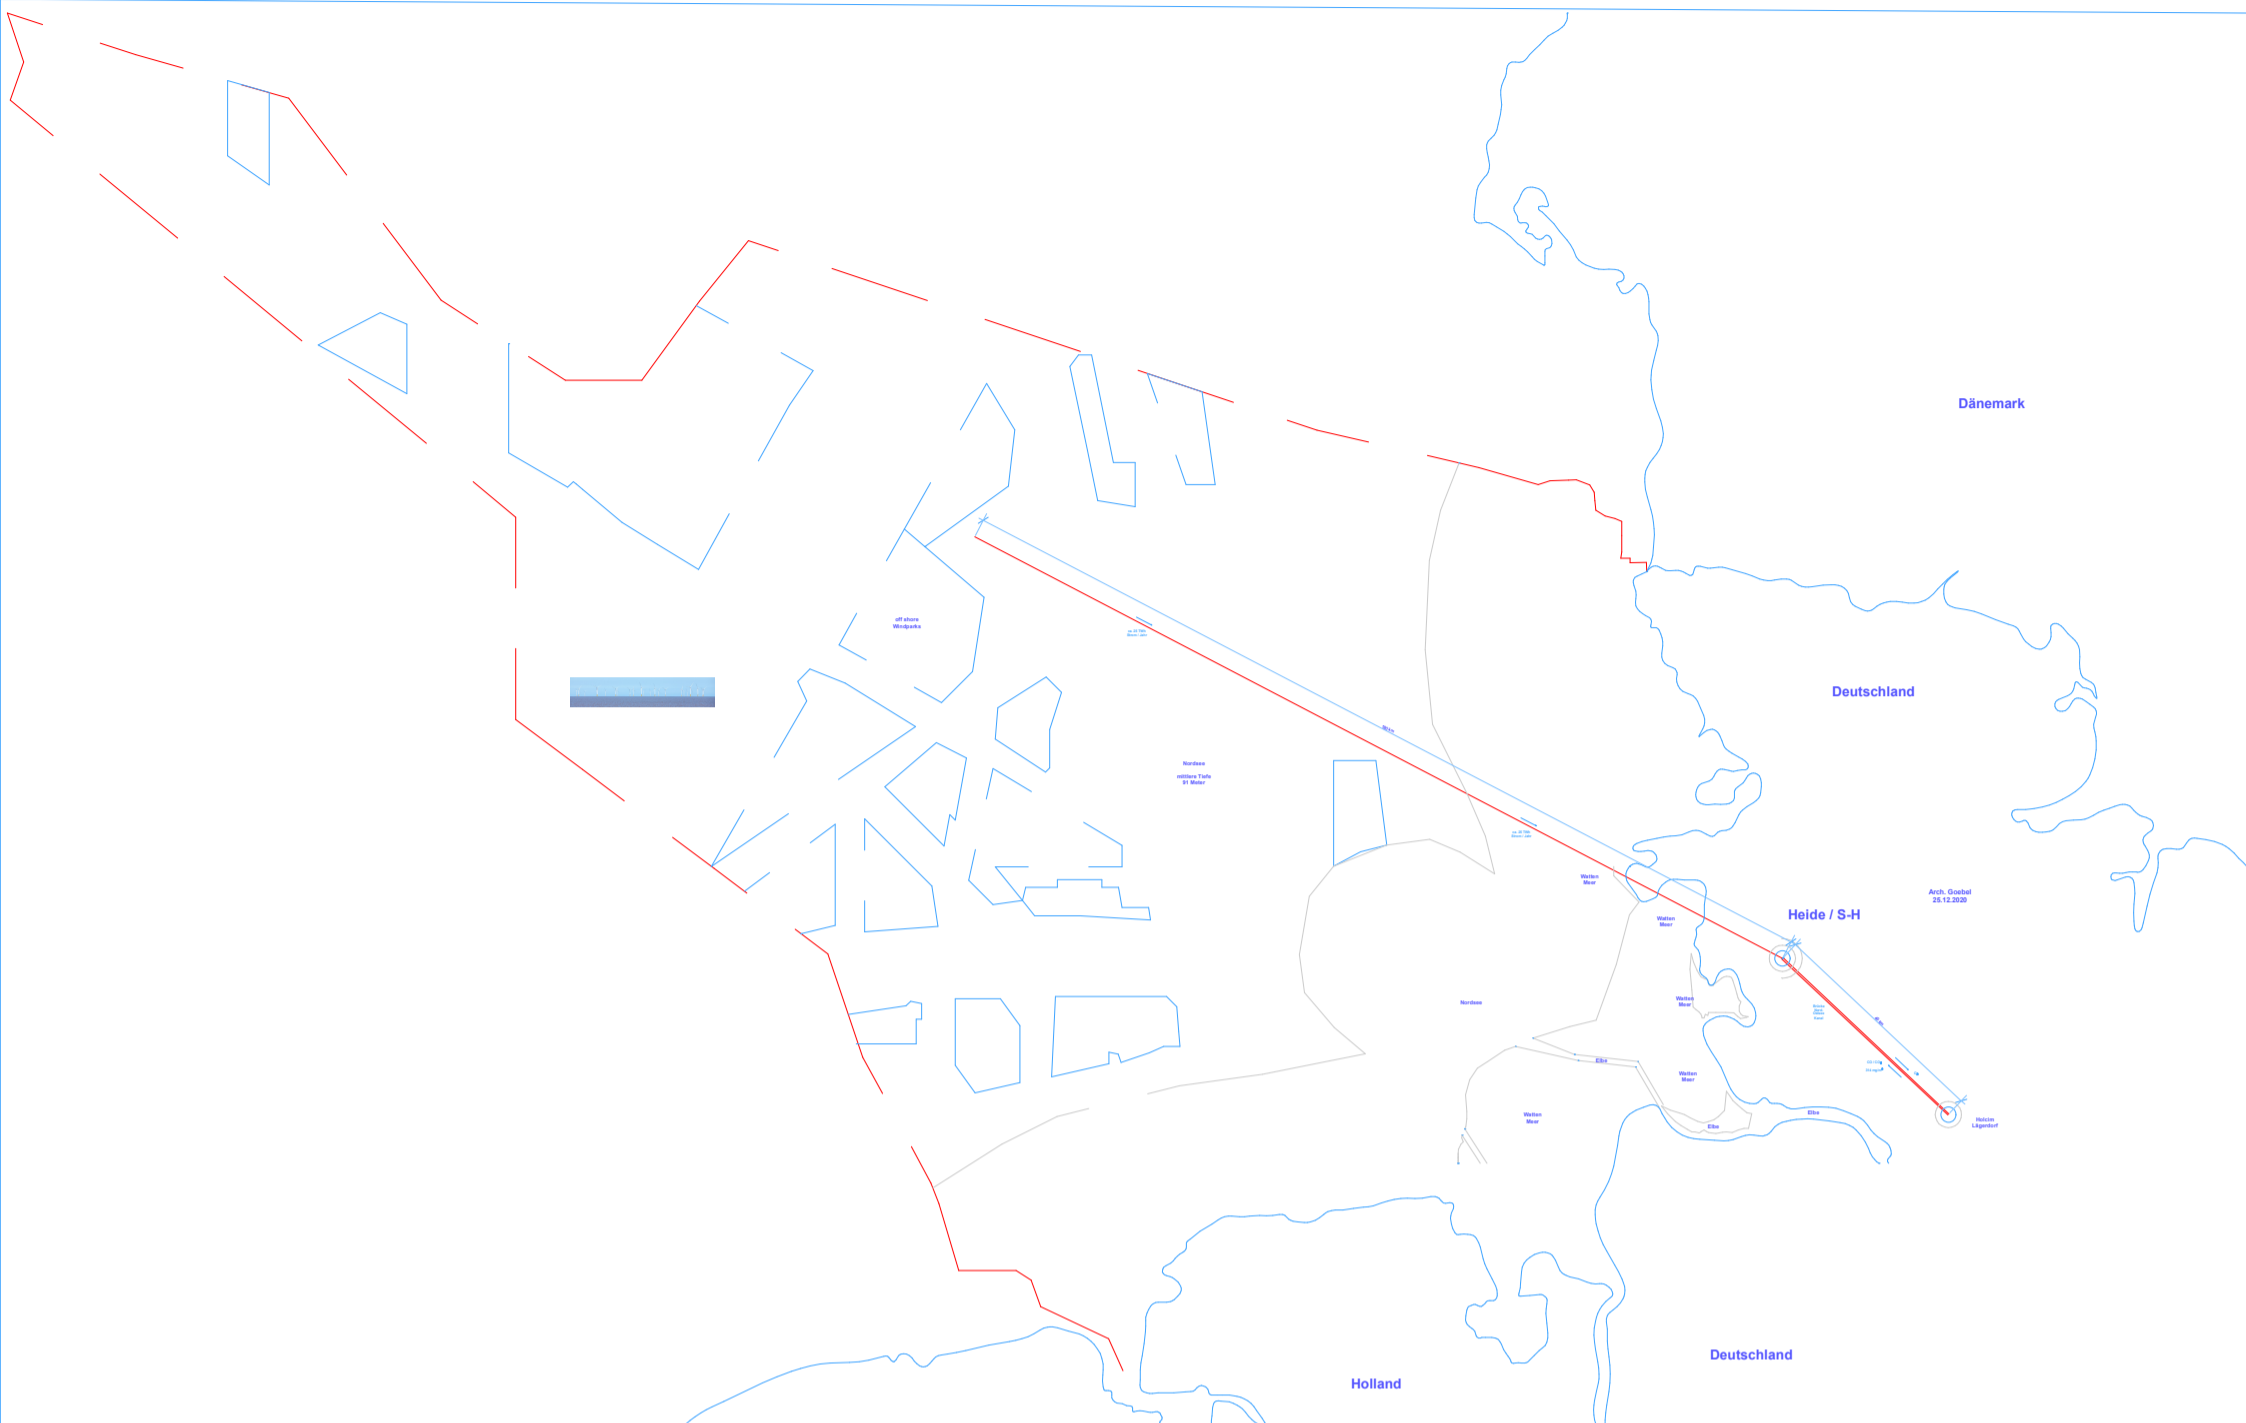 Dänemark
off shore
Windparks
Deutschland
Nordsee
mittlere Tiefe
91 Meter
Watten
Meer
Arch. Goebel
25.12.2020
Watten
Meer
Heide / S-H
Watten
Meer
Nordsee
Elbe
Watten
Meer
Watten
Meer
Elbe
Elbe
Holcim
Lägerdorf
Deutschland
Holland